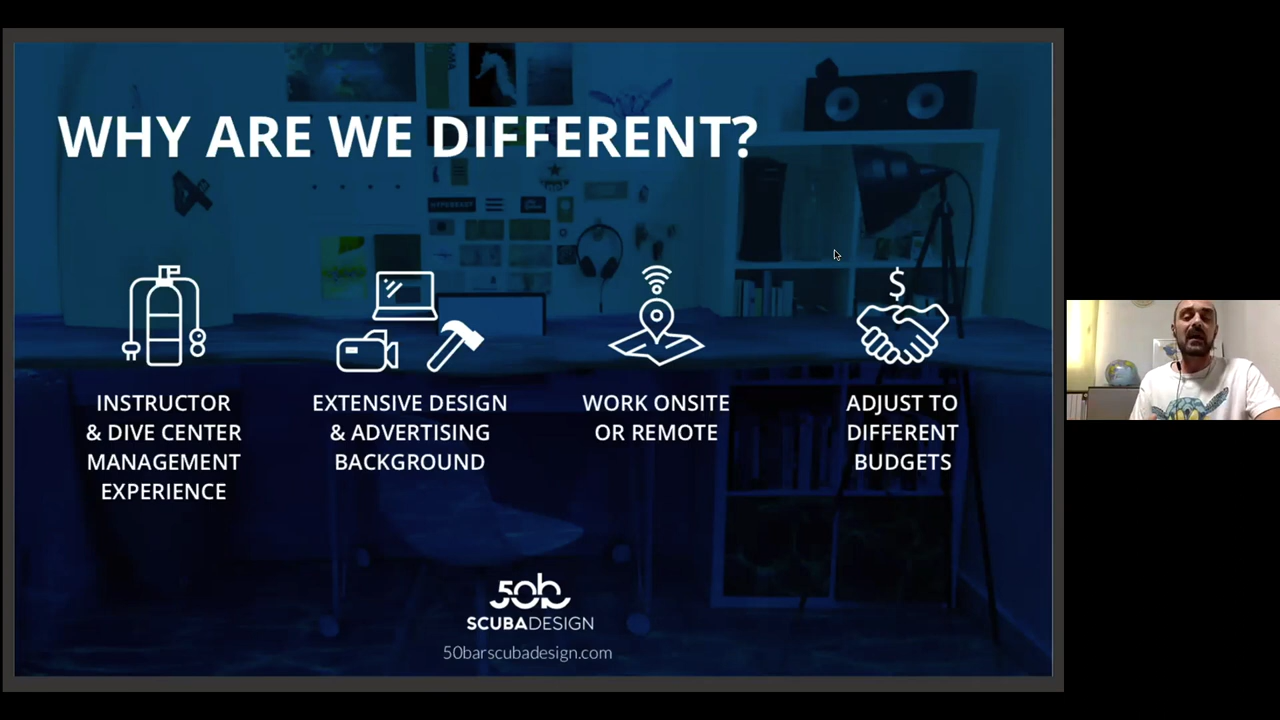 WHY ARE WE DIFFERENT?
INSTRUCTOR
& DIVE CENTER
MANAGEMENT
EXPERIENCE
EXTENSIVE DESIGN
& ADVERTISING
BACKGROUND
WORK ONSITE
OR REMOTE
$
ADJUST TO
DIFFERENT
BUDGETS
50b
SCUBADESIGN
50barscubadesign.com